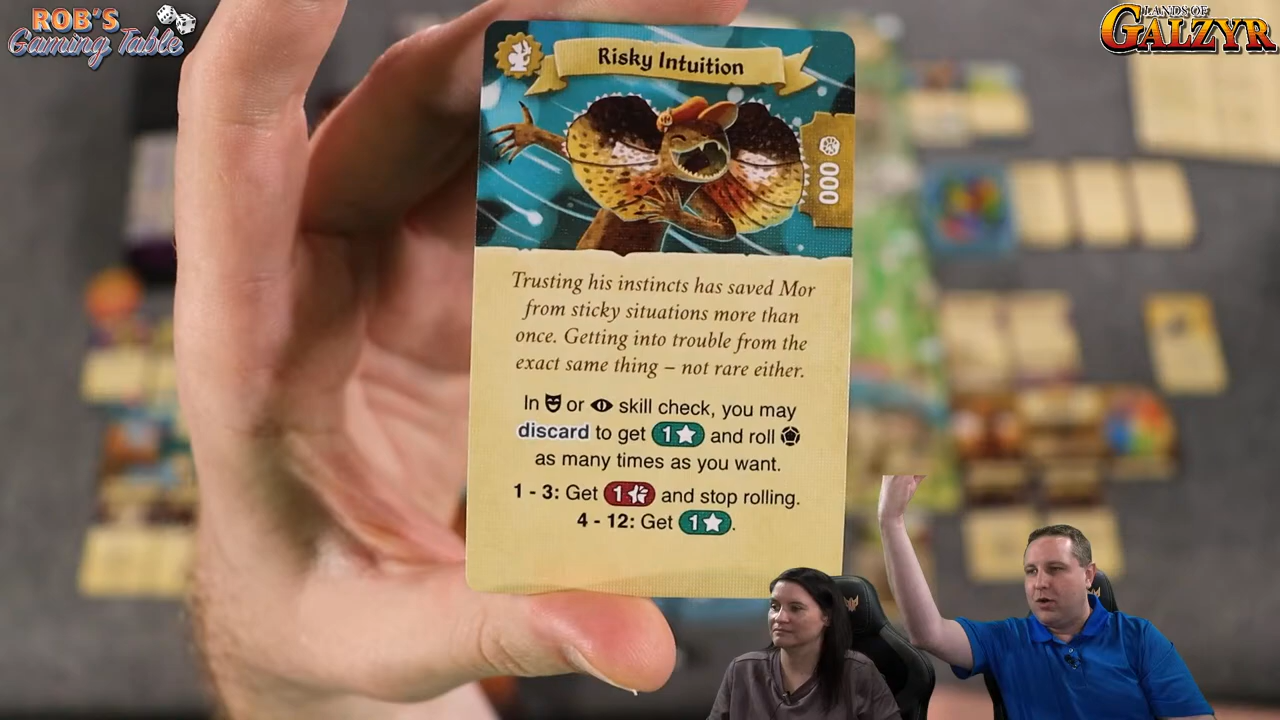 ROB'S
Gaming Table
LANDS OF
GALZYR
Risky Intuition
000
Trusting his instincts has saved Mor
from sticky situations more than
once. Getting into trouble from the
exact same thing – not rare either.
In or skill check, you may
discard to get 1 and roll
as many times as you want.
1 - 3: Get 1 and stop rolling.
4 - 12: Get 1.